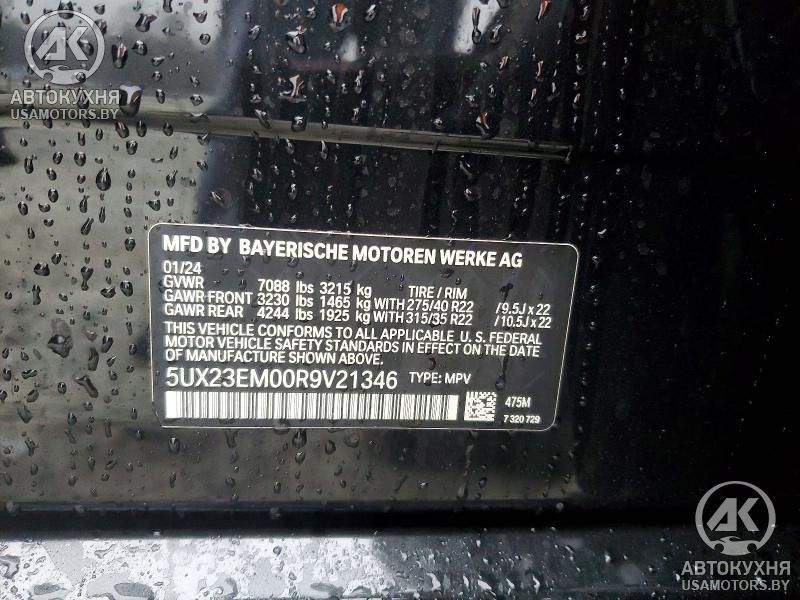 AK
АВТОКУХНЯ
USAMOTORS.BY
MFD BY BAYERISCHE MOTOREN WERKE AG
01/24
GVWR 7088 lbs 3215 kg TIRE / RIM
GAWR FRONT 3230 lbs 1465 kg WITH 275/40 R22 /9.5J x 22
GAWR REAR 4244 lbs 1925 kg WITH 315/35 R22 /10.5J x 22
THIS VEHICLE CONFORMS TO ALL APPLICABLE U. S. FEDERAL
MOTOR VEHICLE SAFETY STANDARDS IN EFFECT ON THE DATE
OF MANUFACTURE SHOWN ABOVE.
5UX23EM00R9V21346 TYPE: MPV
475M
7 320 729
AK
АВТОКУХНЯ
USAMOTORS.BY